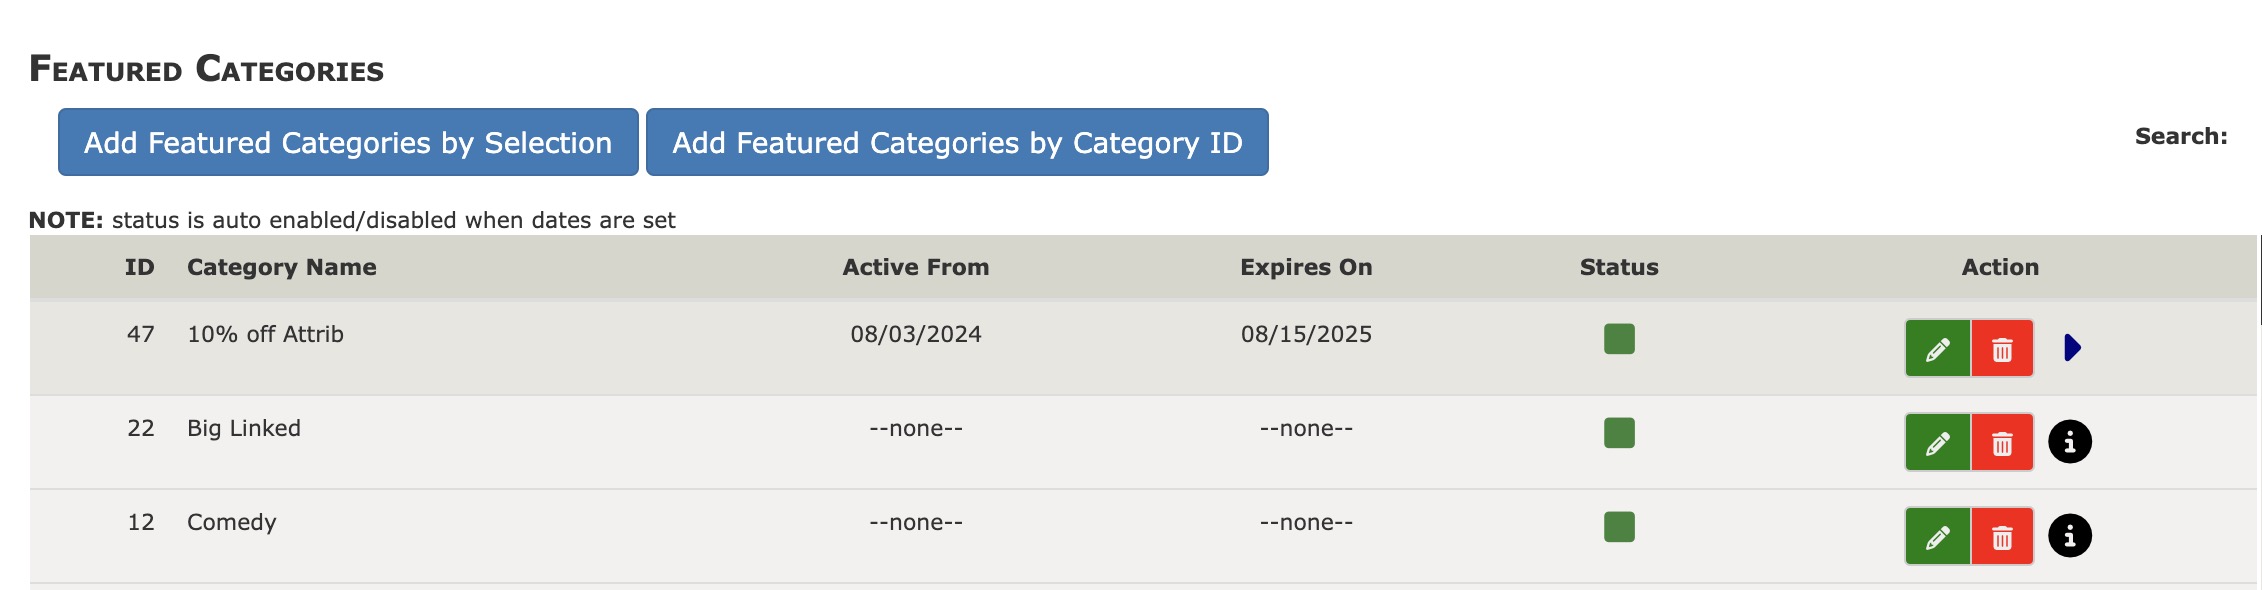 Featured Categories
Add Featured Categories by Selection Add Featured Categories by Category ID Search:
NOTE: status is auto enabled/disabled when dates are set
ID Category Name Active From Expires On Status Action
47 10% off Attrib 08/03/2024 08/15/2025
22 Big Linked --none-- --none--
12 Comedy --none-- --none--